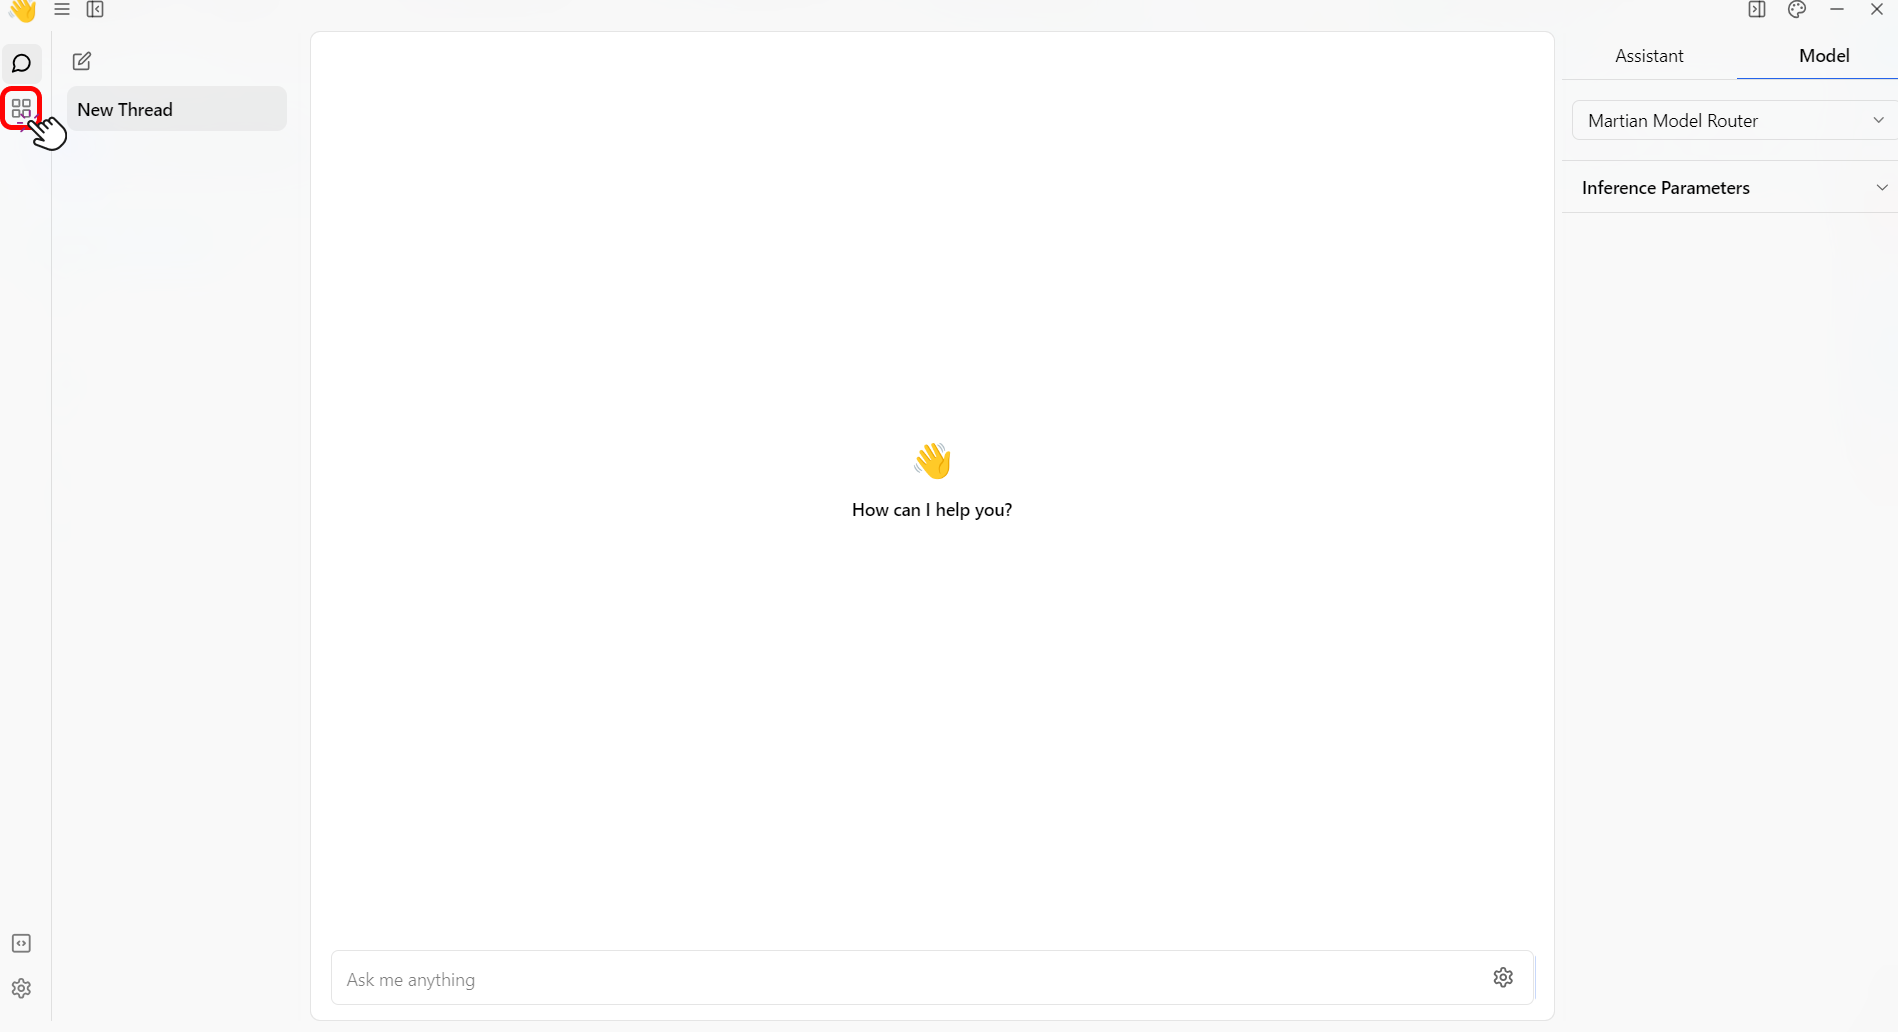 New Thread
How can I help you?
Ask me anything
Assistant
Model
Martian Model Router
Inference Parameters